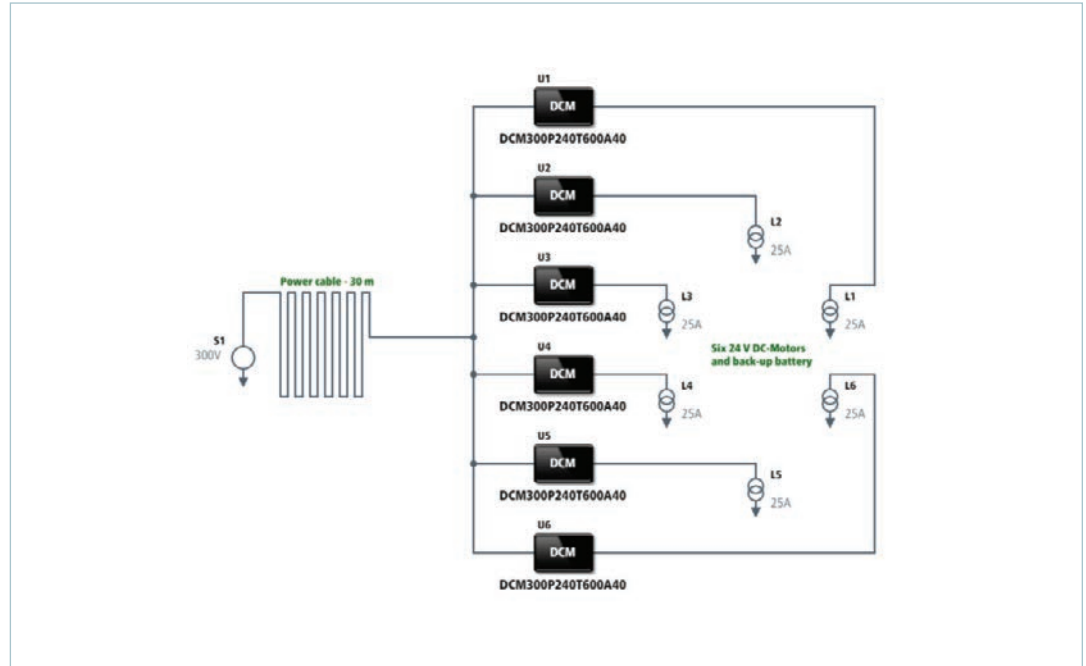 U1
DCM
DCM300P240T600A40
U2
DCM
DCM300P240T600A40
L2
25A
U3
DCM
DCM300P240T600A40
L3
25A
L1
25A
Power cable - 30 m
S1
300V
Six 24 V DC-Motors
and back-up battery
U4
DCM
DCM300P240T600A40
L4
25A
L6
25A
U5
DCM
DCM300P240T600A40
L5
25A
U6
DCM
DCM300P240T600A40